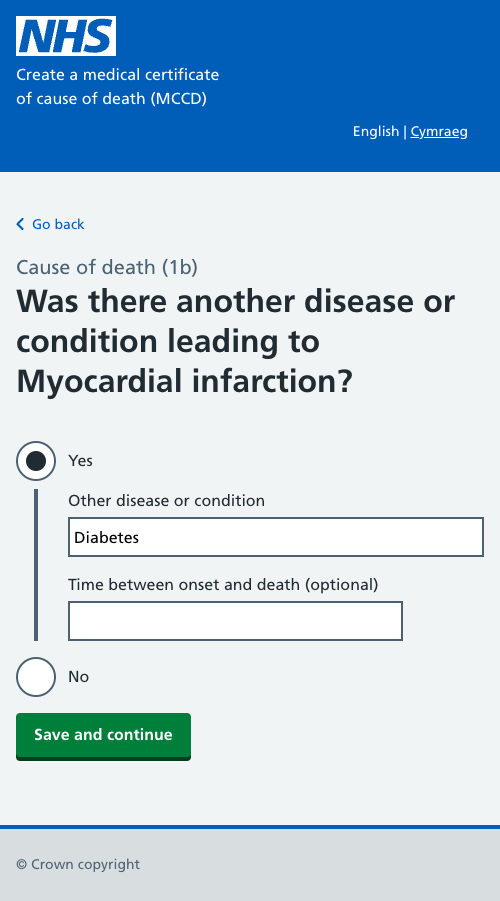 NHS
Create a medical certificate
of cause of death (MCCD)
English | Cymraeg
Go back
Cause of death (1b)
Was there another disease or
condition leading to
Myocardial infarction?
Yes
Other disease or condition
Diabetes
Time between onset and death (optional)
No
Save and continue
© Crown copyright